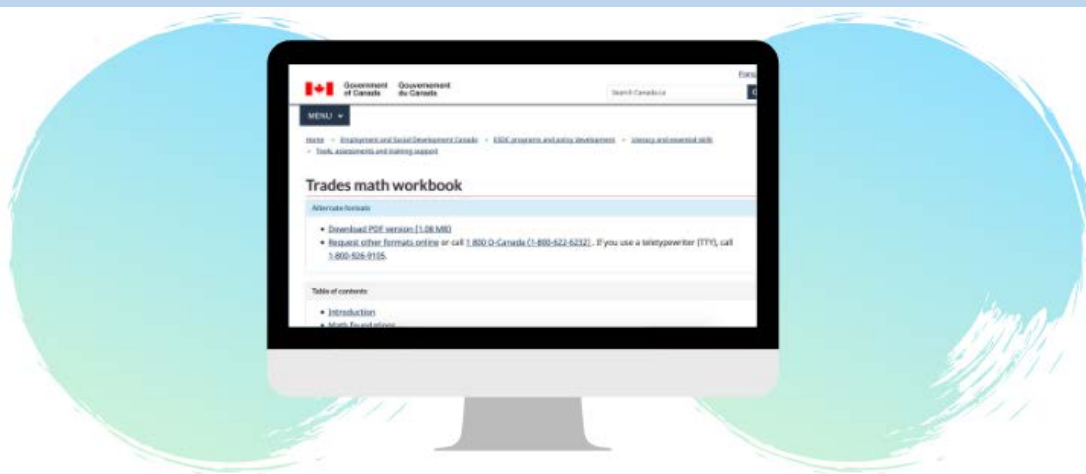 Government Gouvernement
of Canada du Canada
Search Canada.ca
MENU
Home Employment and Social Development Canada ESDC programs and policy development Literacy and essential skills
Tools, assessments and training support
Trades math workbook
Alternate formats
• Download PDF version [1.08 MB]
• Request other formats online or call 1 800 O-Canada (1-800-622-6232). If you use a teletypewriter (TTY), call
1-800-926-9105.
Table of contents
• Introduction
• Math foundations